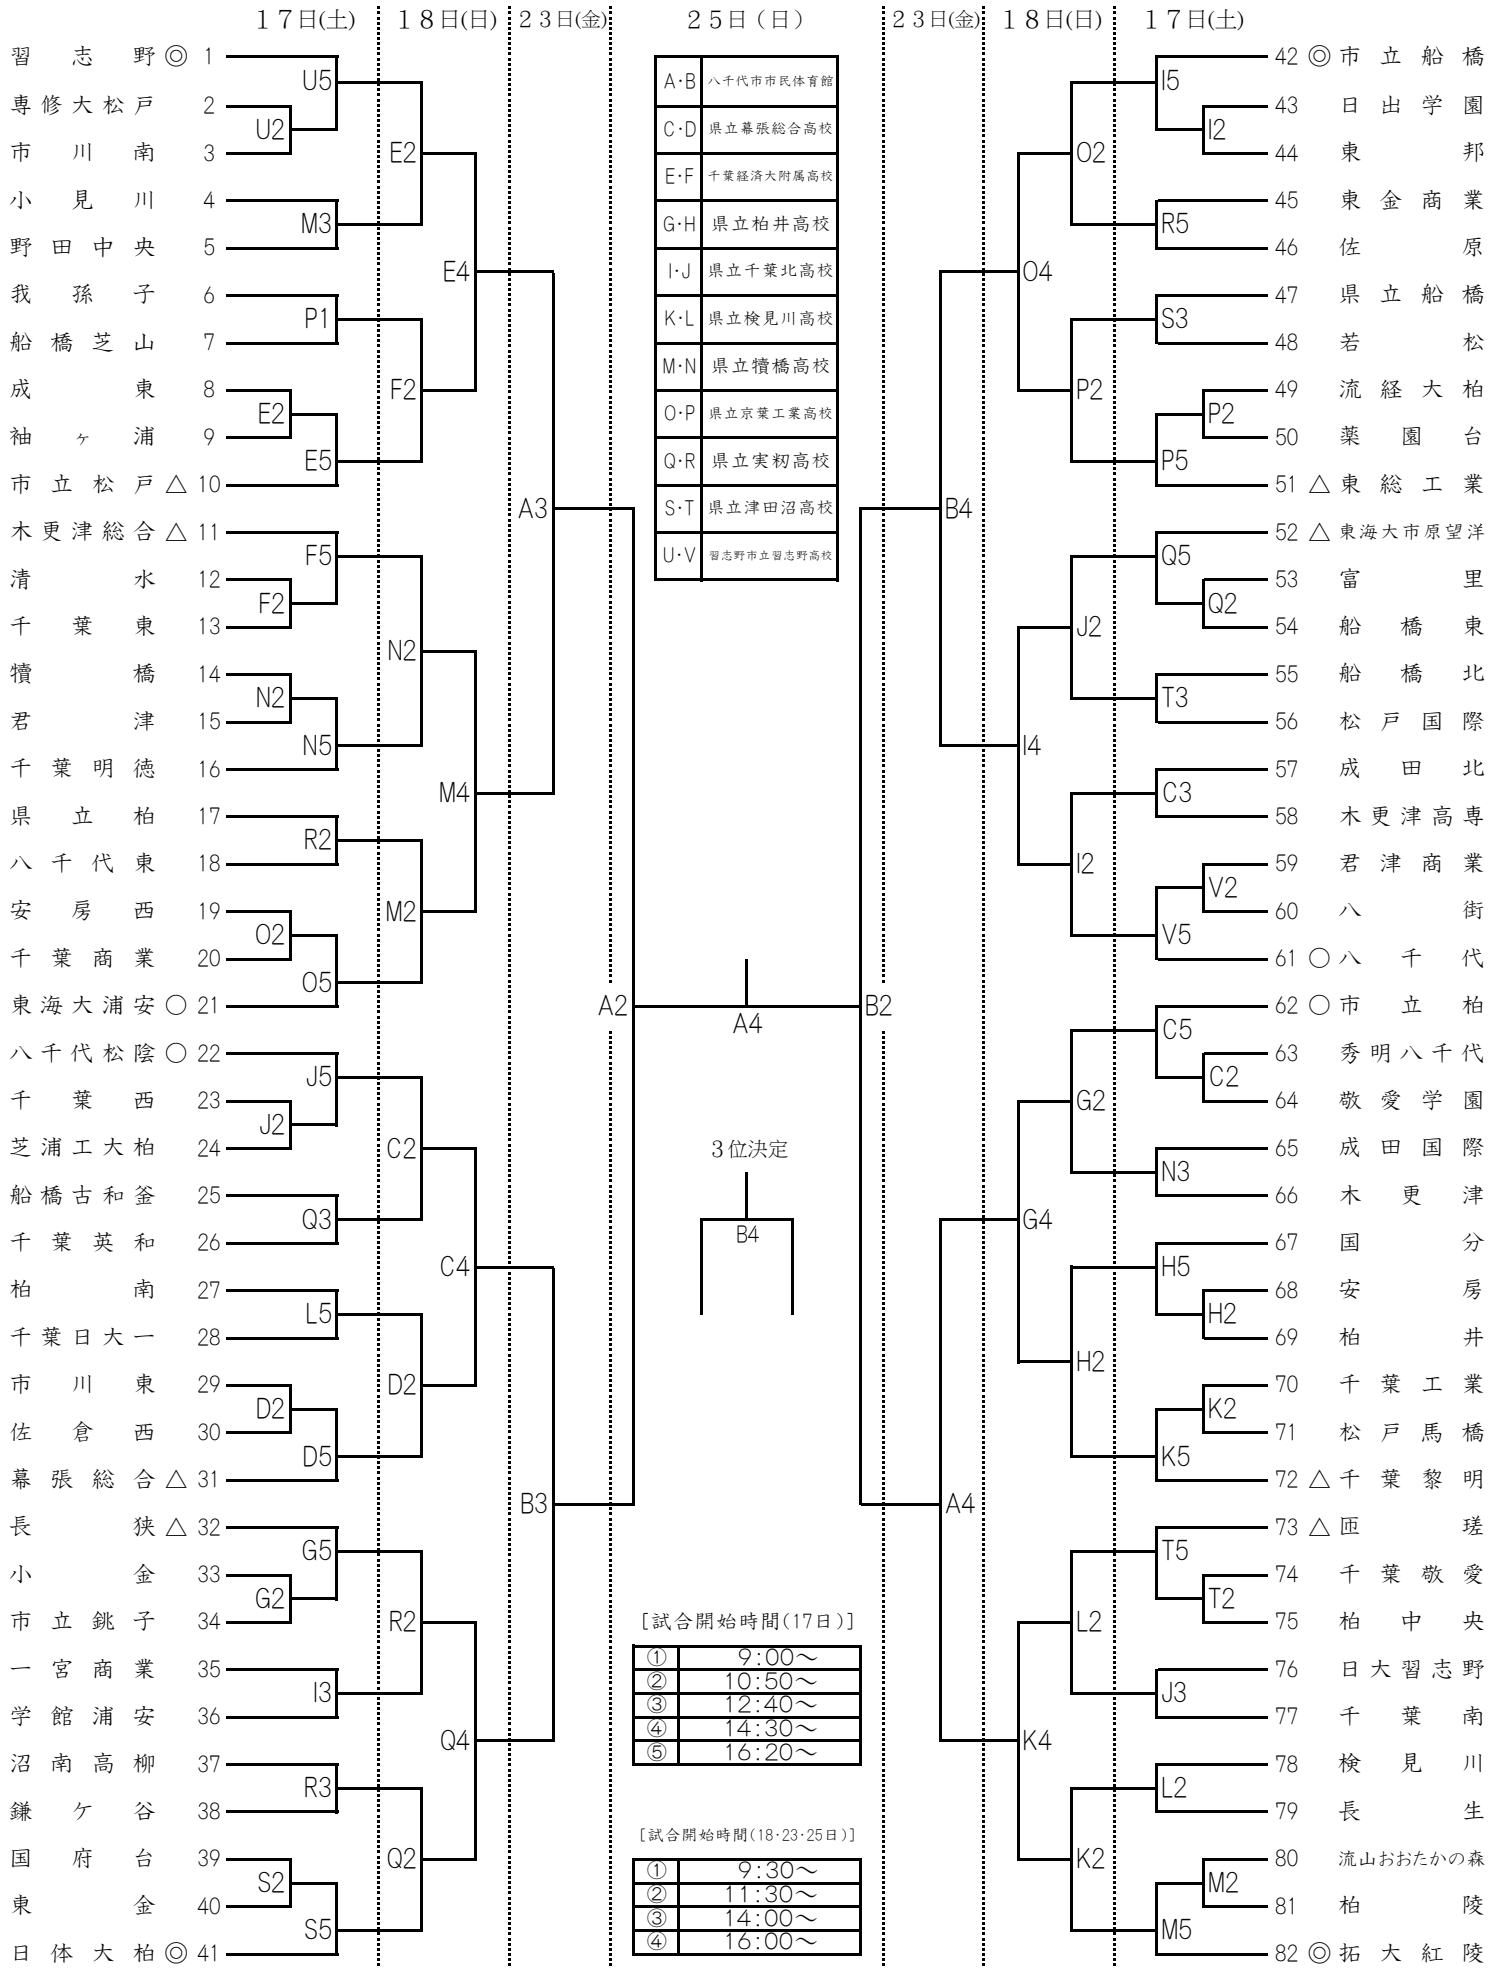 17日(土) 18日(日) 23日(金) 25日(日) 23日(金) 18日(日) 17日(土)
習志野 ◎ 1
専修大松戸 2
市川南 3
小見川 4
野田中央 5
我孫子 6
船橋芝山 7
成東 8
袖ヶ浦 9
市立松戸 △ 10
木更津総合 △ 11
清水 12
千葉東 13
犢橋 14
君津 15
千葉明徳 16
県立柏 17
八千代東 18
安房西 19
千葉商業 20
東海大浦安 ○ 21
八千代松陰 ○ 22
千葉西 23
芝浦工大柏 24
船橋古和釜 25
千葉英和 26
柏南 27
千葉日大一 28
市川東 29
佐倉西 30
幕張総合 △ 31
長狭 △ 32
小金 33
市立銚子 34
一宮商業 35
学館浦安 36
沼南高柳 37
鎌ケ谷 38
国府台 39
東金 40
日体大柏 ◎ 41
U5
U2
M3
P1
E2
E5
F5
F2
N2
N5
R2
O2
O5
J5
J2
Q3
L5
D2
D5
G5
G2
I3
R3
S2
S5
E2
F2
N2
M2
C2
D2
R2
Q2
E4
M4
C4
Q4
A3
B3
A2
A・B 八千代市市民体育館
C・D 県立幕張総合高校
E・F 千葉経済大附属高校
G・H 県立柏井高校
I・J 県立千葉北高校
K・L 県立検見川高校
M・N 県立犢橋高校
O・P 県立京葉工業高校
Q・R 県立実籾高校
S・T 県立津田沼高校
U・V 習志野市立習志野高校
A4
3位決定
B4
[試合開始時間(17日)]
① 9:00～
② 10:50～
③ 12:40～
④ 14:30～
⑤ 16:20～
[試合開始時間(18・23・25日)]
① 9:30～
② 11:30～
③ 14:00～
④ 16:00～
B2
B4
A4
O4
I4
G4
K4
O2
P2
J2
I2
G2
H2
L2
K2
I5
I2
R5
S3
P2
P5
Q5
Q2
T3
C3
V2
V5
C5
C2
N3
H5
H2
K2
K5
T5
T2
J3
L2
M2
M5
42 ◎ 市立船橋
43 日出学園
44 東邦
45 東金商業
46 佐原
47 県立船橋
48 若松
49 流経大柏
50 薬園台
51 △ 東総工業
52 △ 東海大市原望洋
53 富里
54 船橋東
55 船橋北
56 松戸国際
57 成田北
58 木更津高専
59 君津商業
60 八街
61 ○ 八千代
62 ○ 市立柏
63 秀明八千代
64 敬愛学園
65 成田国際
66 木更津
67 国分
68 安房
69 柏井
70 千葉工業
71 松戸馬橋
72 △ 千葉黎明
73 △ 匝瑳
74 千葉敬愛
75 柏中央
76 日大習志野
77 千葉南
78 検見川
79 長生
80 流山おおたかの森
81 柏陵
82 ◎ 拓大紅陵